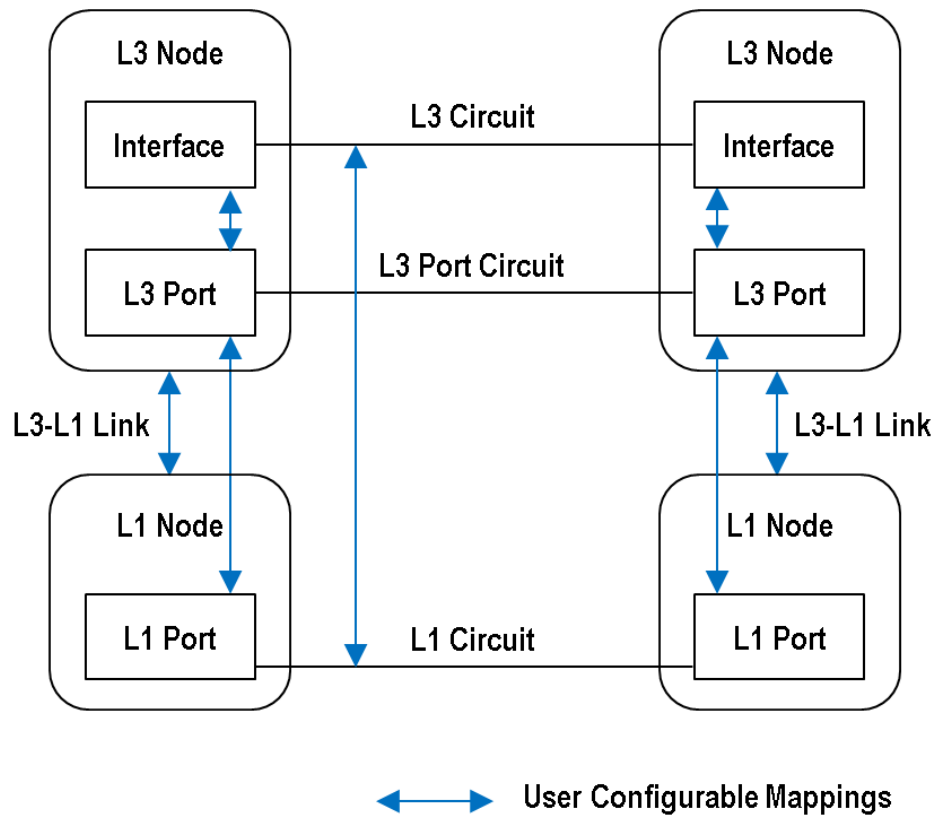 L3 Node
L3 Node
Interface
L3 Circuit
Interface
L3 Port
L3 Port Circuit
L3 Port
L3-L1 Link
L3-L1 Link
L1 Node
L1 Node
L1 Port
L1 Circuit
L1 Port
User Configurable Mappings